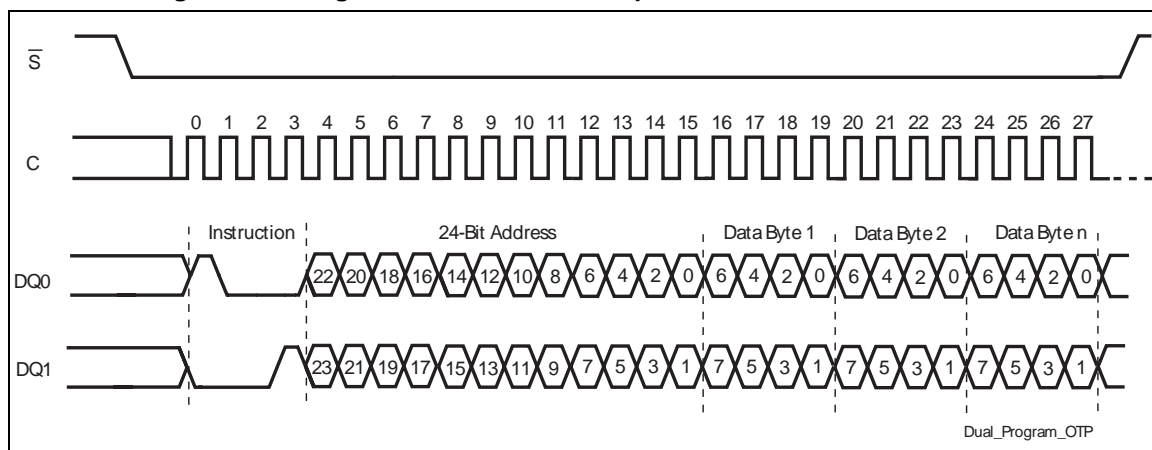 S
0 1 2 3 4 5 6 7 8 9 10 11 12 13 14 15 16 17 18 19 20 21 22 23 24 25 26 27
C
Instruction 24-Bit Address Data Byte 1 Data Byte 2 Data Byte n
DQ0 22 20 18 16 14 12 10 8 6 4 2 0 6 4 2 0 6 4 2 0 6 4 2 0
DQ1 23 21 19 17 15 13 11 9 7 5 3 1 7 5 3 1 7 5 3 1 7 5 3 1
Dual_Program_OTP